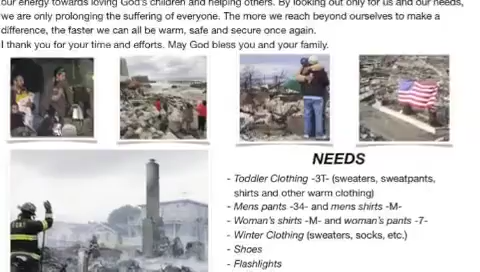 our energy towards loving God's children and helping others. By looking out only for us and our needs,
we are only prolonging the suffering of everyone. The more we reach beyond ourselves to make a
difference, the faster we can all be warm, safe and secure once again.
I thank you for your time and efforts. May God bless you and your family.
NEEDS
- Toddler Clothing -3T- (sweaters, sweatpants,
shirts and other warm clothing)
- Mens pants -34- and mens shirts -M-
- Woman's shirts -M- and woman's pants -7-
- Winter Clothing (sweaters, socks, etc.)
- Shoes
- Flashlights